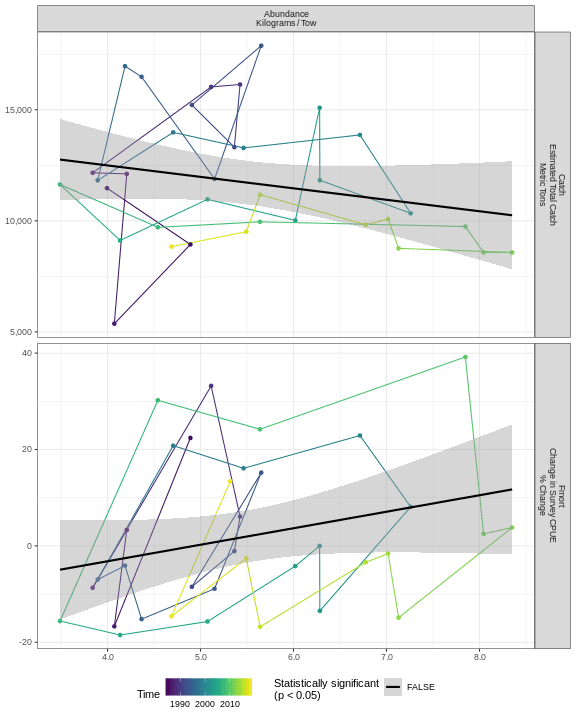 Abundance
Kilograms/Tow
15,000
10,000
5,000
Catch
Estimated Total Catch
Metric Tons
40
20
0
-20
Fmort
Change in Survey CPUE
% Change
4.0 5.0 6.0 7.0 8.0
Time
1990 2000 2010
Statistically significant
(p < 0.05)
FALSE